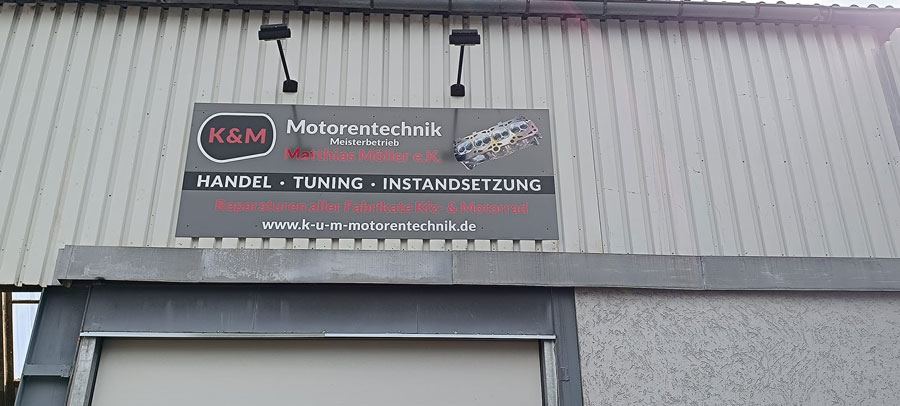 K&M
Motorentechnik
Meisterbetrieb
Matthias Möller e.K.
HANDEL · TUNING · INSTANDSETZUNG
Reparaturen aller Fabrikate Kfz- & Motorrad
www.k-u-m-motorentechnik.de